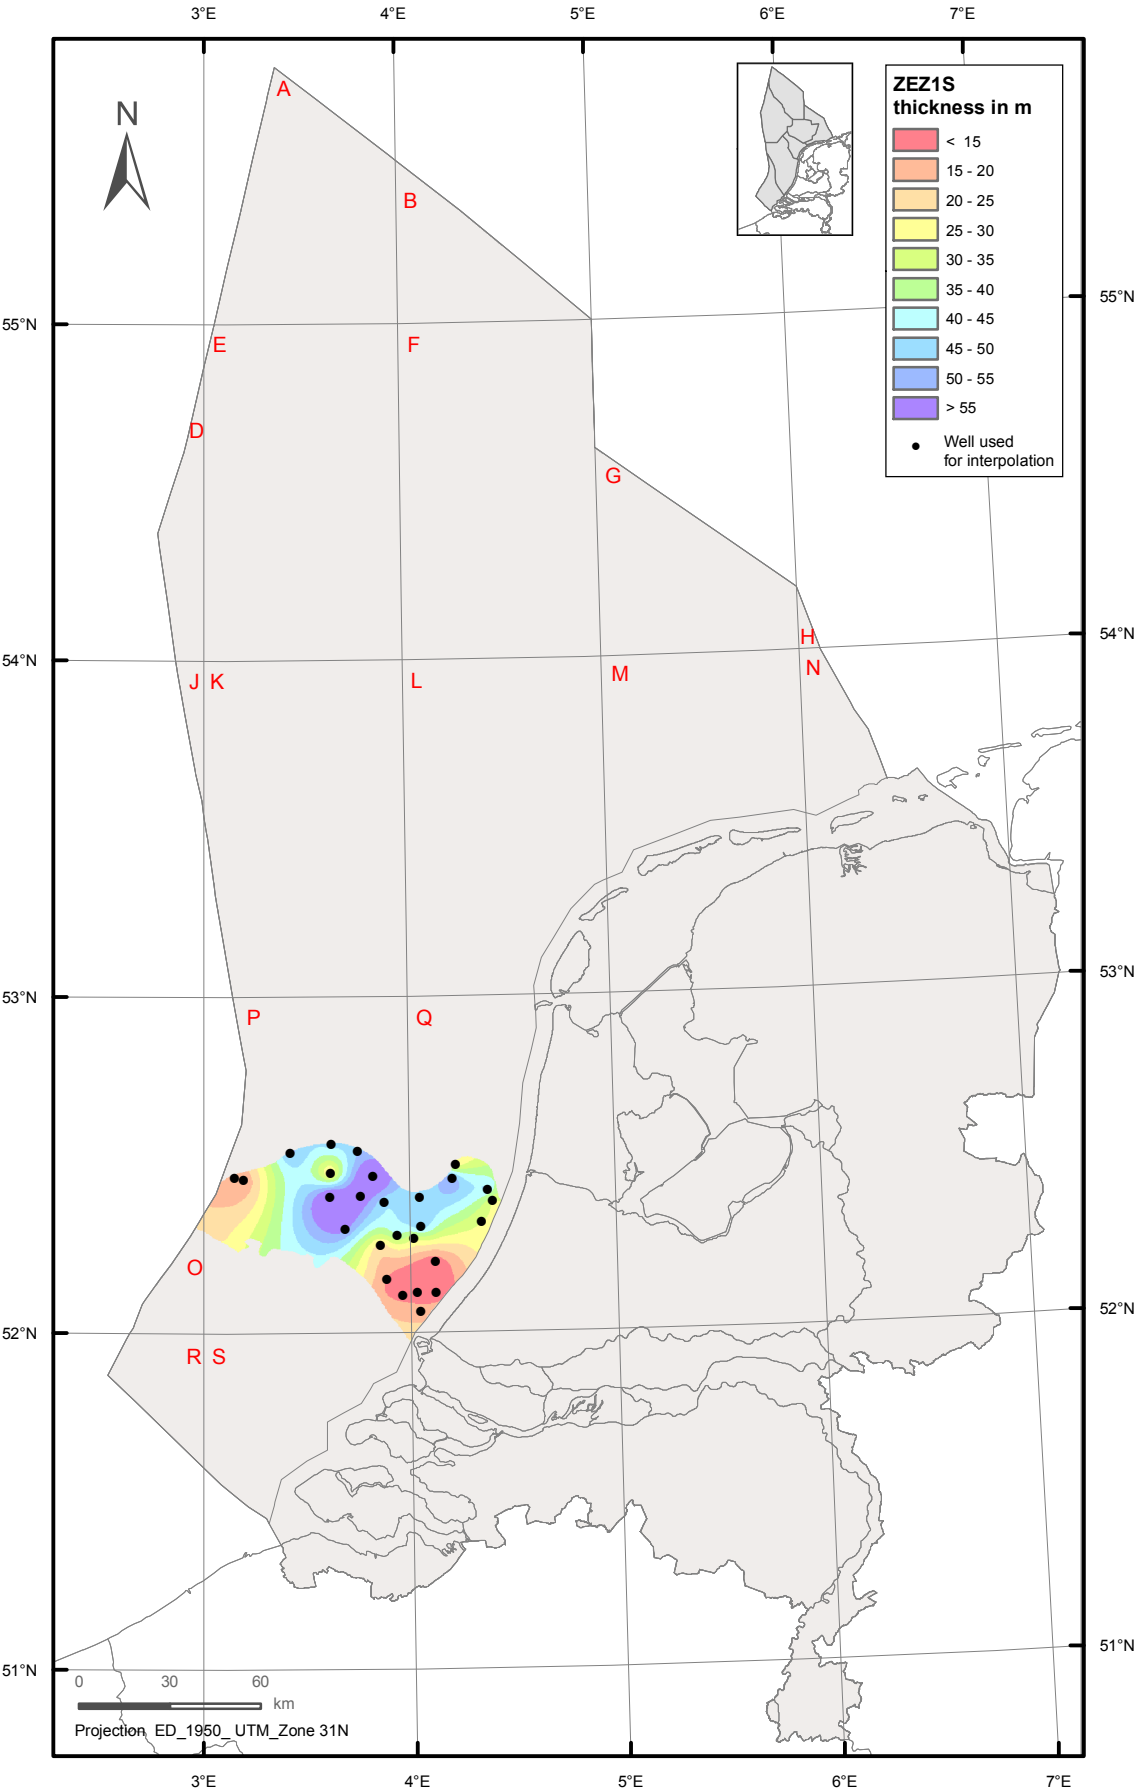 3°E 4°E 5°E 6°E 7°E
N
A
B
ZEZ1S
thickness in m
< 15
15 - 20
20 - 25
25 - 30
30 - 35
35 - 40
40 - 45
45 - 50
50 - 55
> 55
Well used
for interpolation
55°N 55°N
E F
D
G
H
54°N 54°N
J K L M N
53°N 53°N
P Q
O
52°N 52°N
R S
51°N 51°N
0 30 60
km
Projection ED_1950_ UTM_Zone 31N
3°E 4°E 5°E 6°E 7°E